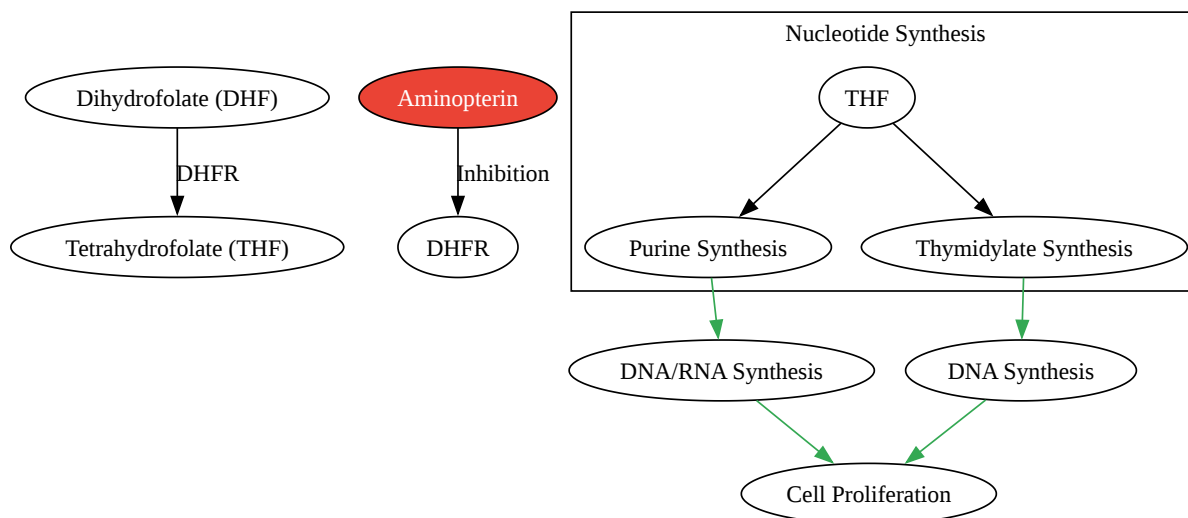 Nucleotide Synthesis
Dihydrofolate (DHF)
Aminopterin
THF
DHFR
Inhibition
Tetrahydrofolate (THF)
DHFR
Purine Synthesis
Thymidylate Synthesis
DNA/RNA Synthesis
DNA Synthesis
Cell Proliferation